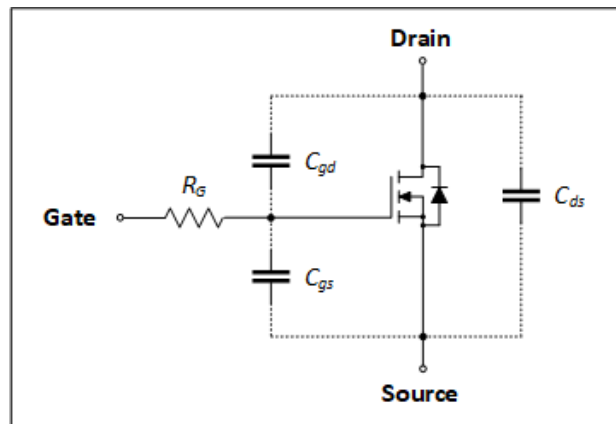 Drain
C_gd
R_G
Gate
C_ds
C_gs
Source